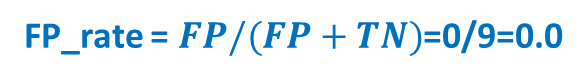 FP_rate = FP/(FP + TN)=0/9=0.0